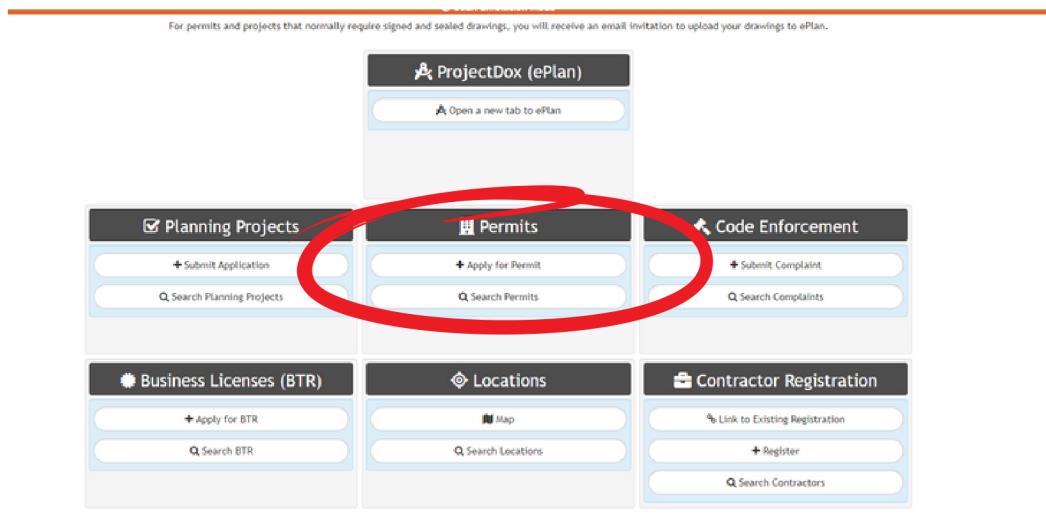 For permits and projects that normally require signed and sealed drawings, you will receive an email invitation to upload your drawings to ePlan.
ProjectDox (ePlan)
Open a new tab to ePlan
Planning Projects
Submit Application
Search Planning Projects
Permits
Apply for Permit
Search Permits
Code Enforcement
Submit Complaint
Search Complaints
Business Licenses (BTR)
Apply for BTR
Search BTR
Locations
Map
Search Locations
Contractor Registration
Link to Existing Registration
Register
Search Contractors